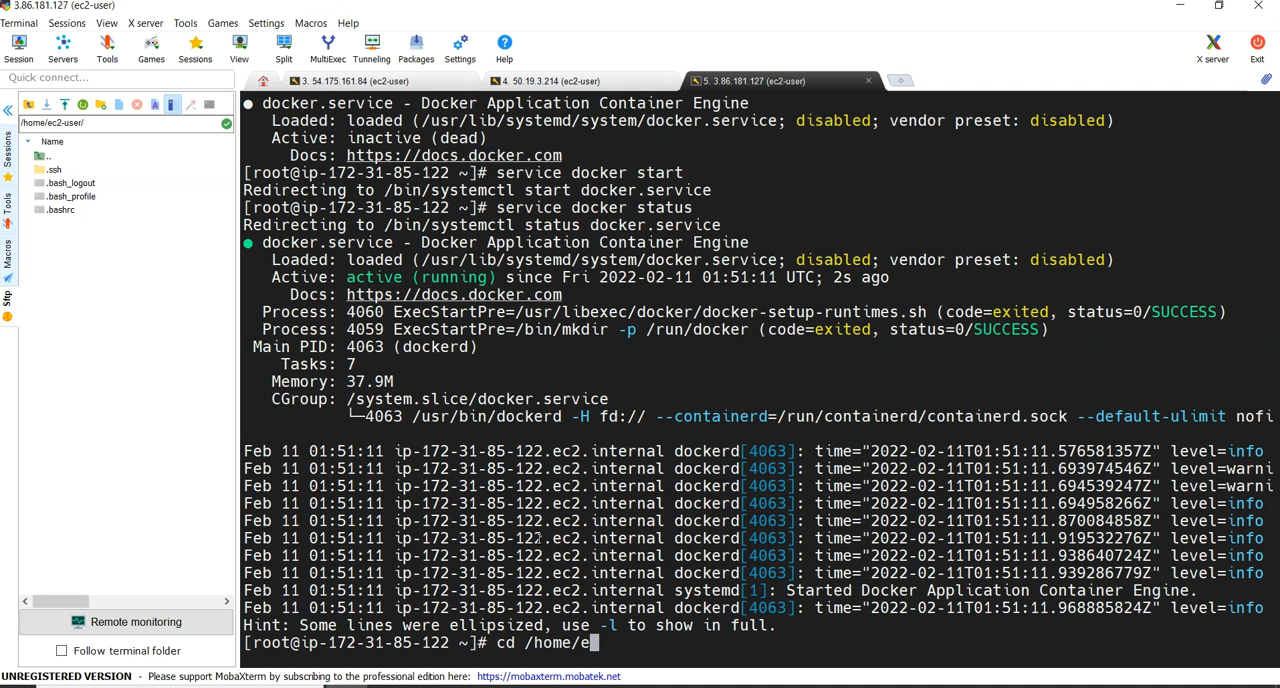 3.86.181.127 (ec2-user)
Terminal Sessions View X server Tools Games Settings Macros Help
Session Servers Tools Games Sessions View Split MultiExec Tunneling Packages Settings Help X server Exit
Quick connect...
3. 54.175.161.84 (ec2-user) 4. 50.19.3.214 (ec2-user) 5. 3.86.181.127 (ec2-user)
/home/ec2-user/
Name
..
.ssh
.bash_logout
.bash_profile
.bashrc
Sessions
Tools
Macros
Sftp
Remote monitoring
Follow terminal folder
● docker.service - Docker Application Container Engine
Loaded: loaded (/usr/lib/systemd/system/docker.service; disabled; vendor preset: disabled)
Active: inactive (dead)
Docs: https://docs.docker.com
[root@ip-172-31-85-122 ~]# service docker start
Redirecting to /bin/systemctl start docker.service
[root@ip-172-31-85-122 ~]# service docker status
Redirecting to /bin/systemctl status docker.service
● docker.service - Docker Application Container Engine
Loaded: loaded (/usr/lib/systemd/system/docker.service; disabled; vendor preset: disabled)
Active: active (running) since Fri 2022-02-11 01:51:11 UTC; 2s ago
Docs: https://docs.docker.com
Process: 4060 ExecStartPre=/usr/libexec/docker/docker-setup-runtimes.sh (code=exited, status=0/SUCCESS)
Process: 4059 ExecStartPre=/bin/mkdir -p /run/docker (code=exited, status=0/SUCCESS)
Main PID: 4063 (dockerd)
Tasks: 7
Memory: 37.9M
CGroup: /system.slice/docker.service
└─4063 /usr/bin/dockerd -H fd:// --containerd=/run/containerd/containerd.sock --default-ulimit nofi
Feb 11 01:51:11 ip-172-31-85-122.ec2.internal dockerd[4063]: time="2022-02-11T01:51:11.576581357Z" level=info
Feb 11 01:51:11 ip-172-31-85-122.ec2.internal dockerd[4063]: time="2022-02-11T01:51:11.693974546Z" level=warni
Feb 11 01:51:11 ip-172-31-85-122.ec2.internal dockerd[4063]: time="2022-02-11T01:51:11.694539247Z" level=warni
Feb 11 01:51:11 ip-172-31-85-122.ec2.internal dockerd[4063]: time="2022-02-11T01:51:11.694958266Z" level=info
Feb 11 01:51:11 ip-172-31-85-122.ec2.internal dockerd[4063]: time="2022-02-11T01:51:11.870084858Z" level=info
Feb 11 01:51:11 ip-172-31-85-122.ec2.internal dockerd[4063]: time="2022-02-11T01:51:11.919532276Z" level=info
Feb 11 01:51:11 ip-172-31-85-122.ec2.internal dockerd[4063]: time="2022-02-11T01:51:11.938640724Z" level=info
Feb 11 01:51:11 ip-172-31-85-122.ec2.internal dockerd[4063]: time="2022-02-11T01:51:11.939286779Z" level=info
Feb 11 01:51:11 ip-172-31-85-122.ec2.internal systemd[1]: Started Docker Application Container Engine.
Feb 11 01:51:11 ip-172-31-85-122.ec2.internal dockerd[4063]: time="2022-02-11T01:51:11.968885824Z" level=info
Hint: Some lines were ellipsized, use -l to show in full.
[root@ip-172-31-85-122 ~]# cd /home/e
UNREGISTERED VERSION - Please support MobaXterm by subscribing to the professional edition here: https://mobaxterm.mobatek.net